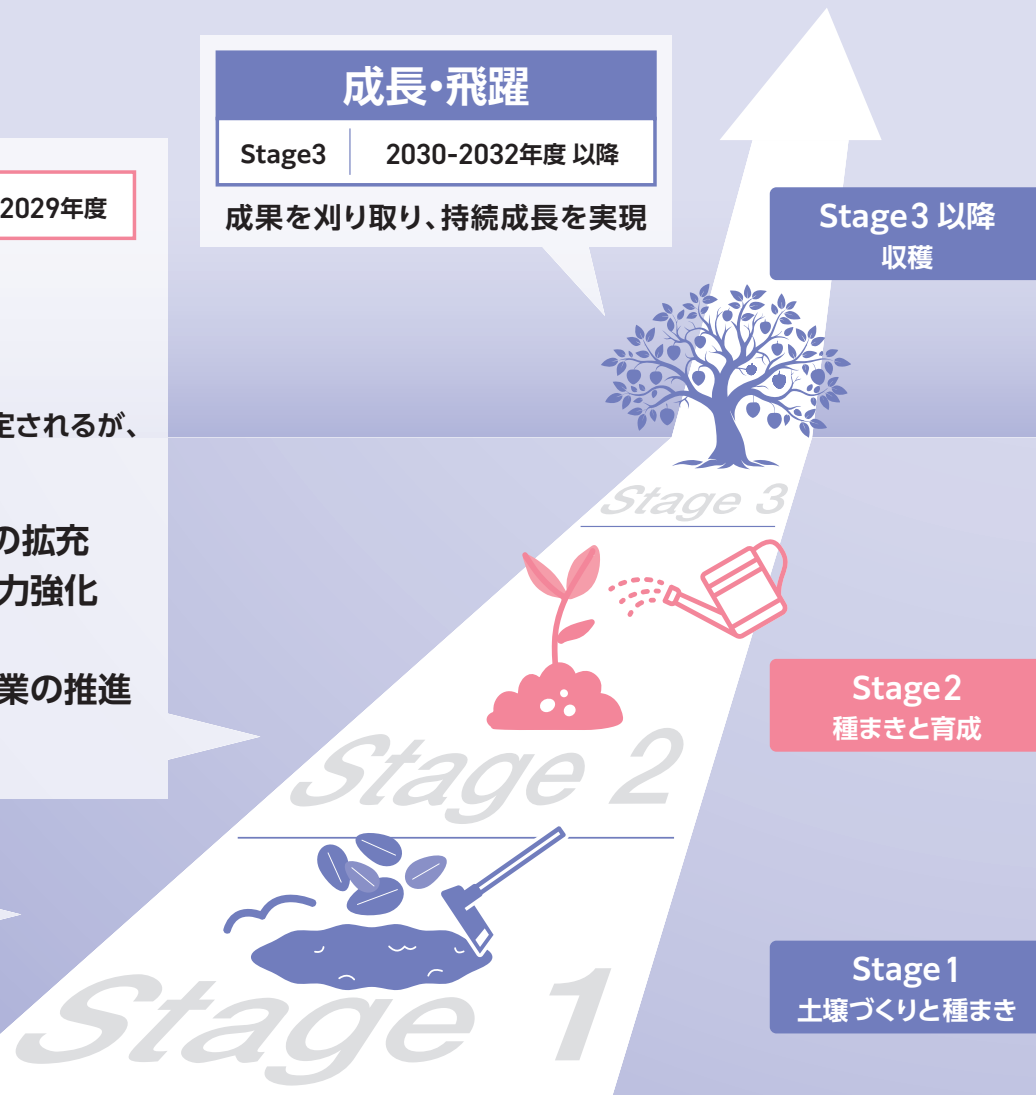 成長・飛躍
Stage3 2030-2032年度 以降
成果を刈り取り、持続成長を実現
2029年度
定されるが、
の拡充
力強化
業の推進
Stage3 以降
収穫
Stage 3
Stage2
種まきと育成
Stage 2
Stage1
土壌づくりと種まき
Stage 1